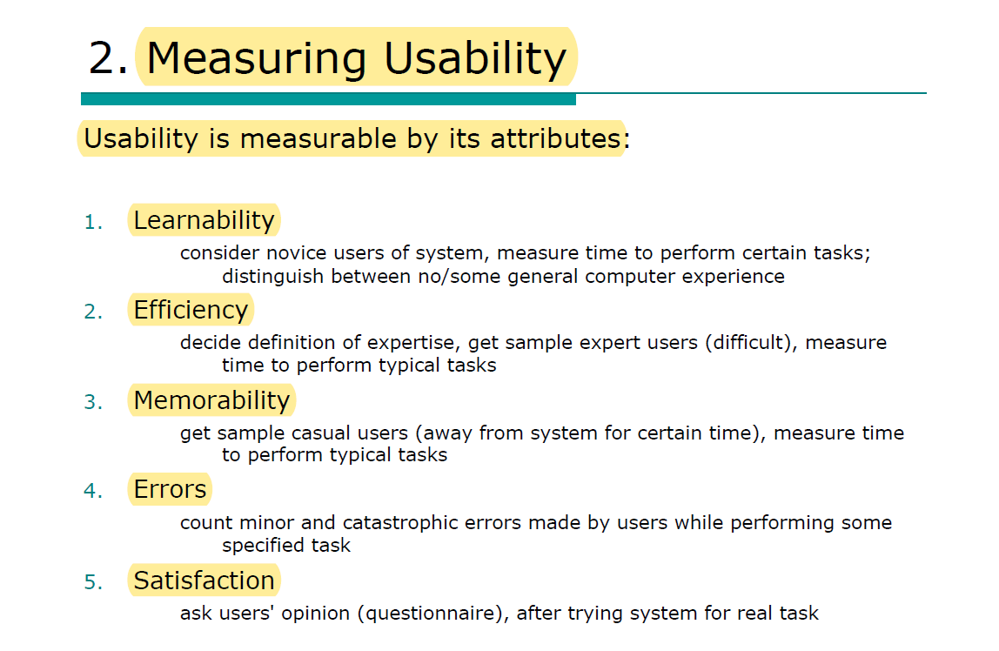 2. Measuring Usability
Usability is measurable by its attributes:
1. Learnability
consider novice users of system, measure time to perform certain tasks;
distinguish between no/some general computer experience
2. Efficiency
decide definition of expertise, get sample expert users (difficult), measure
time to perform typical tasks
3. Memorability
get sample casual users (away from system for certain time), measure time
to perform typical tasks
4. Errors
count minor and catastrophic errors made by users while performing some
specified task
5. Satisfaction
ask users' opinion (questionnaire), after trying system for real task